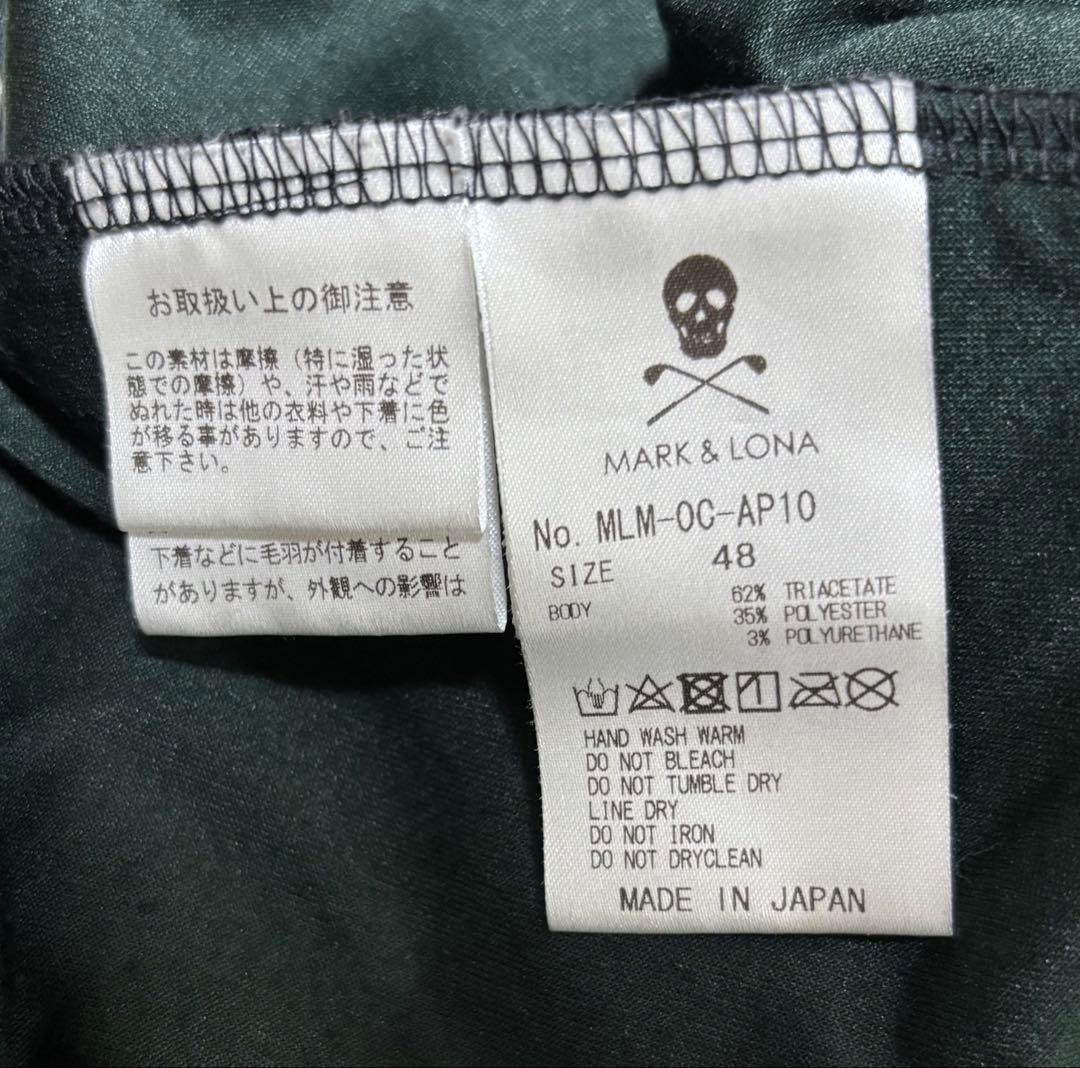 お取扱い上の御注意
この素材は摩擦（特に湿った状
態での摩擦）や、汗や雨などで
ぬれた時は他の衣料や下着に色
が移る事がありますので、ご注
意下さい。
下着などに毛羽が付着すること
がありますが、外観への影響は
MARK & LONA
No. MLM-0C-AP10
SIZE 48
BODY 62% TRIACETATE
35% POLYESTER
3% POLYURETHANE
HAND WASH WARM
DO NOT BLEACH
DO NOT TUMBLE DRY
LINE DRY
DO NOT IRON
DO NOT DRYCLEAN
MADE IN JAPAN